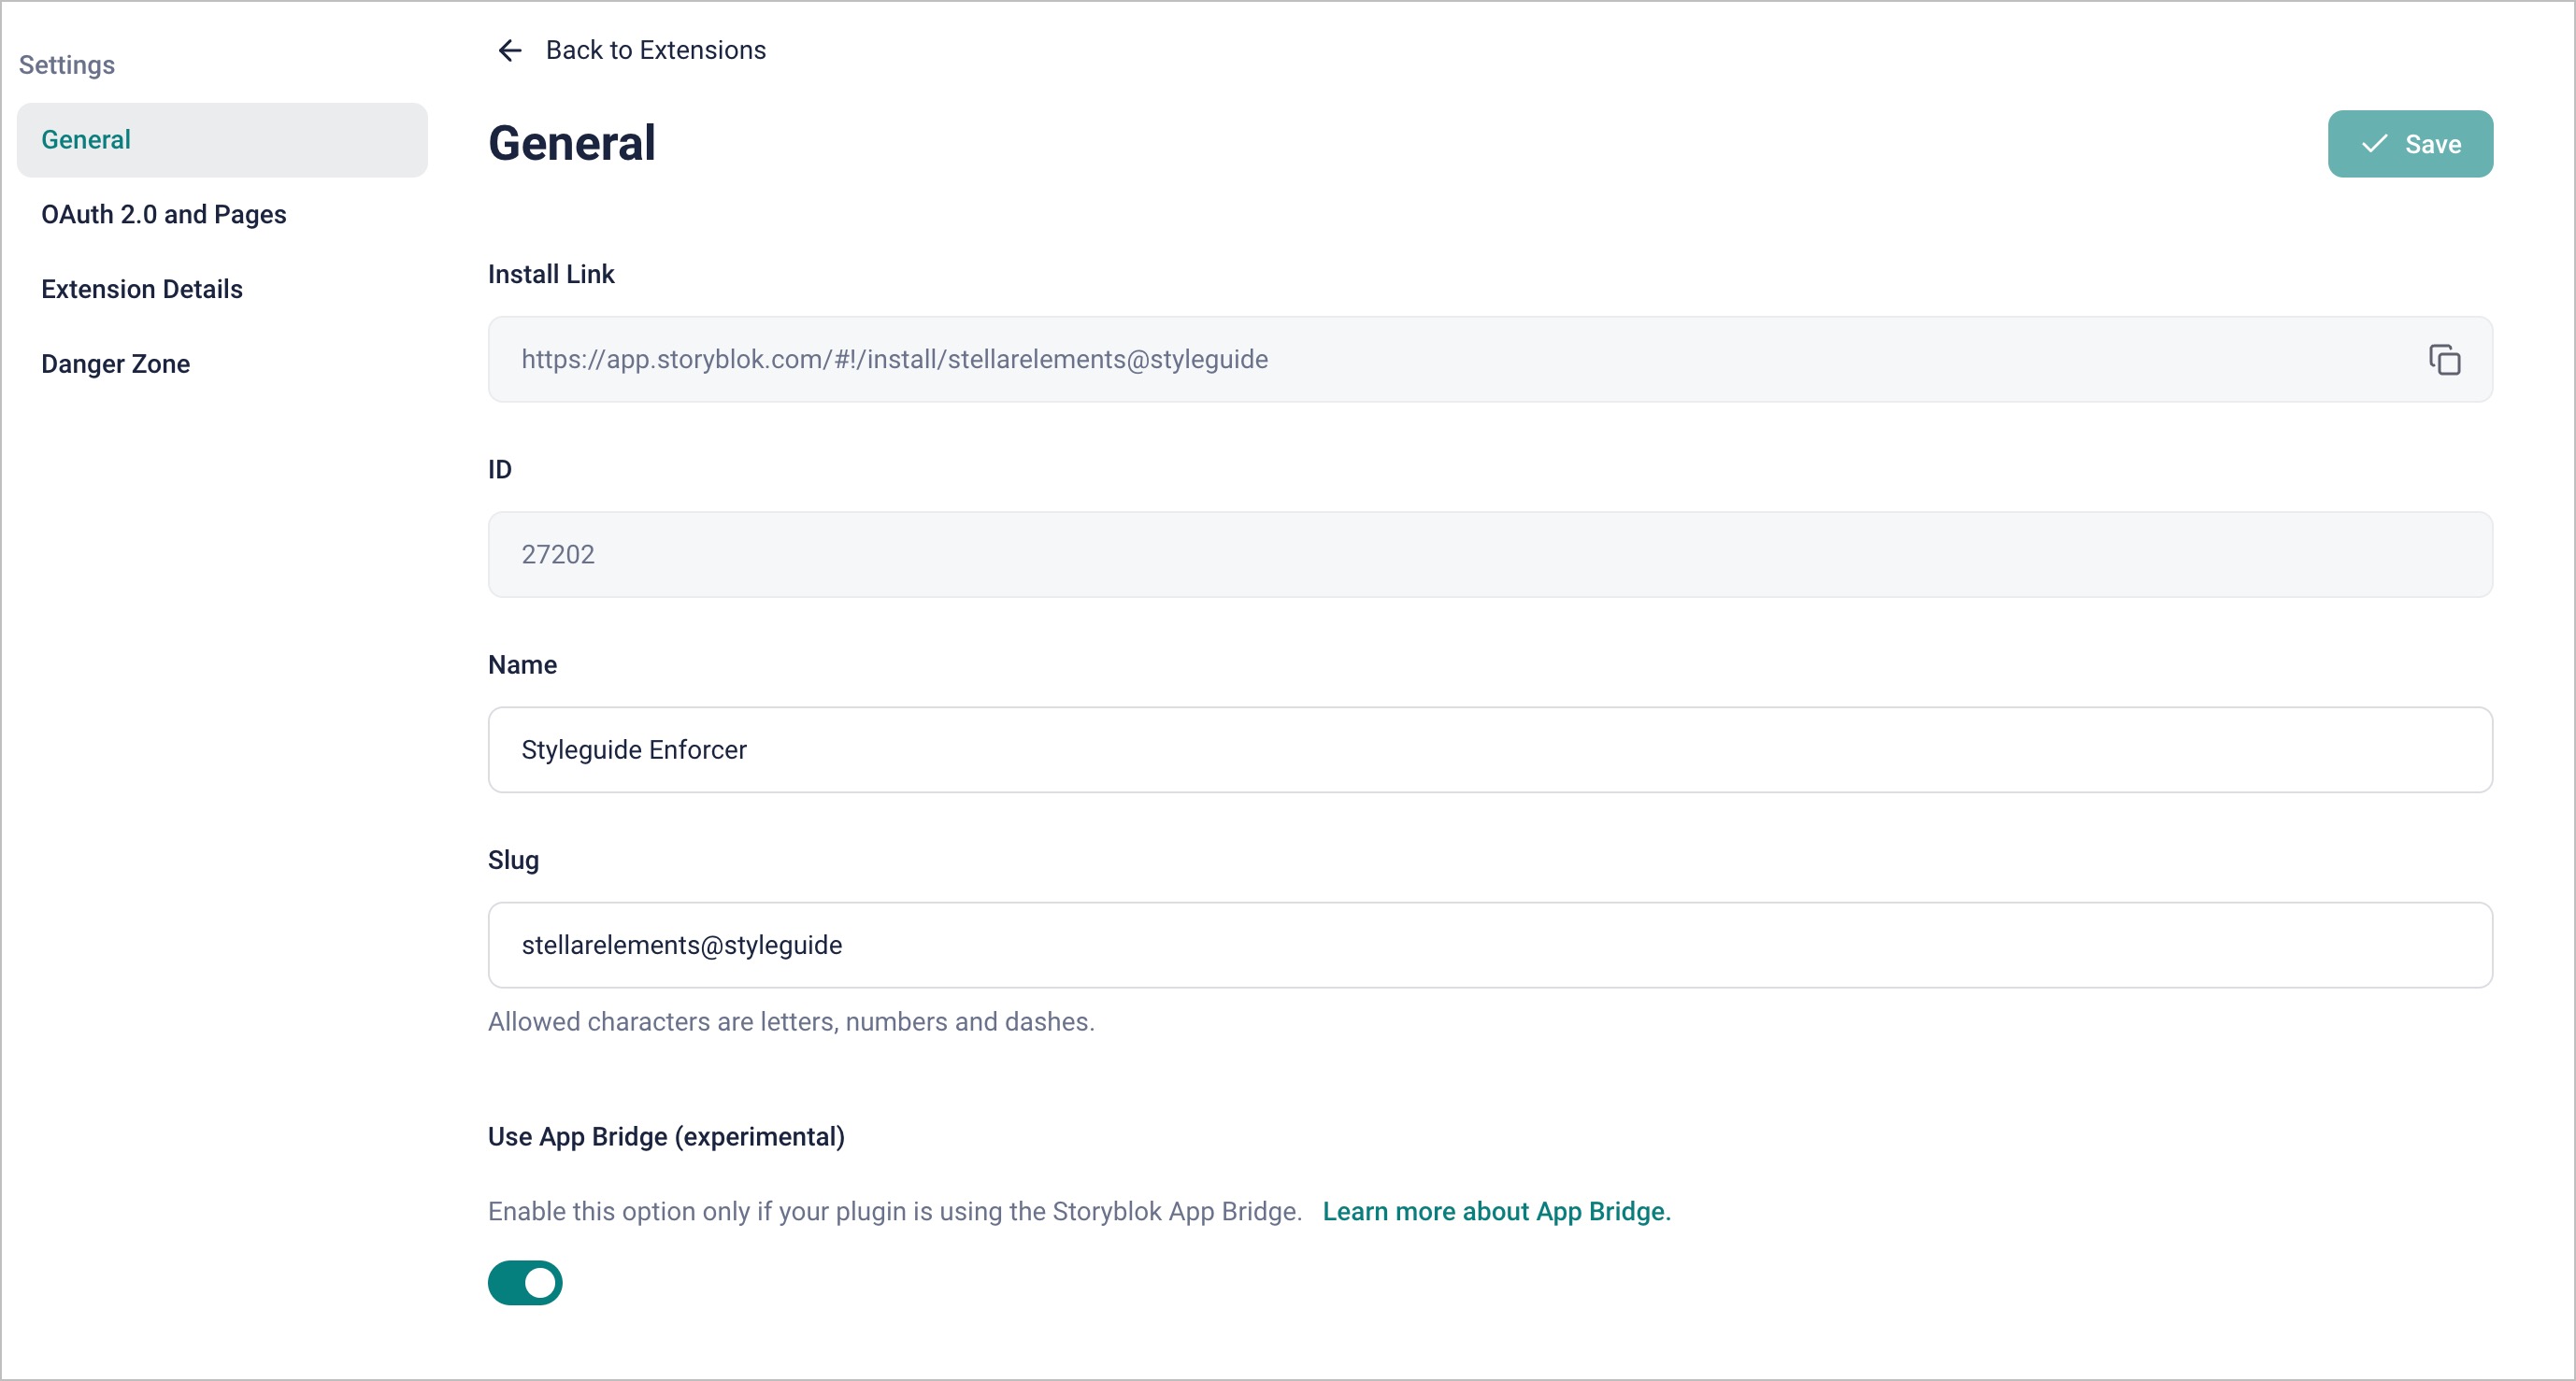 Settings
General
OAuth 2.0 and Pages
Extension Details
Danger Zone
Back to Extensions
General
Save
Install Link
https://app.storyblok.com/#!/install/stellarelements@styleguide
ID
27202
Name
Styleguide Enforcer
Slug
stellarelements@styleguide
Allowed characters are letters, numbers and dashes.
Use App Bridge (experimental)
Enable this option only if your plugin is using the Storyblok App Bridge. Learn more about App Bridge.